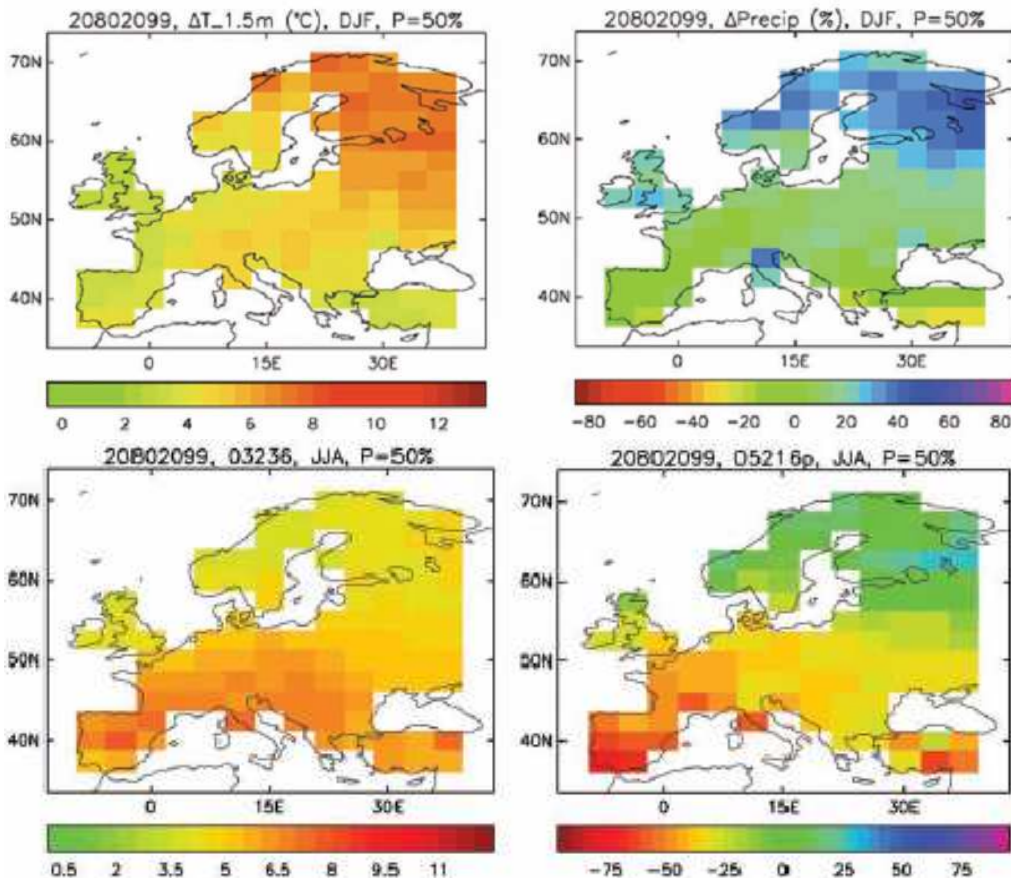 20802099, ΔT_1.5m (°C), DJF, P=50%
70N
60N
50N
40N
0 15E 30E
0 2 4 6 8 10 12
20802099, ΔPrecip (%), DJF, P=50%
70N
60N
50N
40N
0 15E 30E
-80 -60 -40 -20 0 20 40 60 80
20802099, 03236, JJA, P=50%
70N
60N
50N
40N
0 15E 30E
0.5 2 3.5 5 6.5 8 9.5 11
20802099, 05216p, JJA, P=50%
70N
60N
50N
40N
0 15E 30E
-75 -50 -25 0 25 50 75